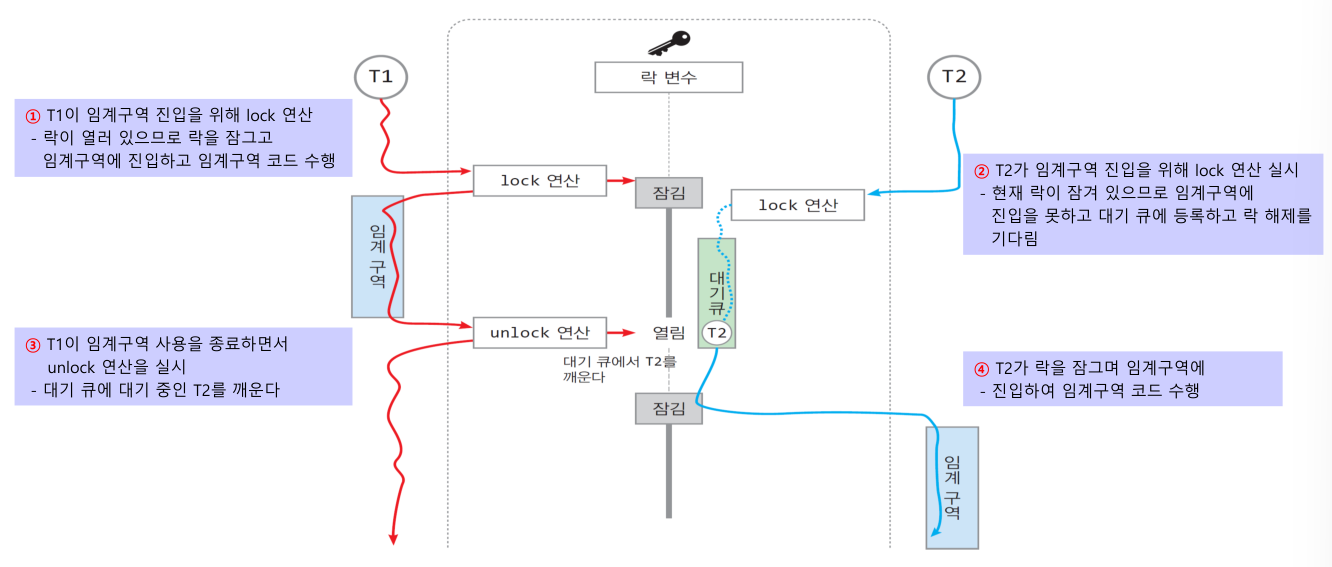 락 변수
T1
T2
① T1이 임계구역 진입을 위해 lock 연산
- 락이 열러 있으므로 락을 잠그고
임계구역에 진입하고 임계구역 코드 수행
lock 연산
잠김
② T2가 임계구역 진입을 위해 lock 연산 실시
- 현재 락이 잠겨 있으므로 임계구역에
진입을 못하고 대기 큐에 등록하고 락 해제를
기다림
lock 연산
임계 구역
대기큐
T2
③ T1이 임계구역 사용을 종료하면서
unlock 연산을 실시
- 대기 큐에 대기 중인 T2를 깨운다
unlock 연산
열림
대기 큐에서 T2를
깨운다
④ T2가 락을 잠그며 임계구역에
- 진입하여 임계구역 코드 수행
잠김
임계 구역